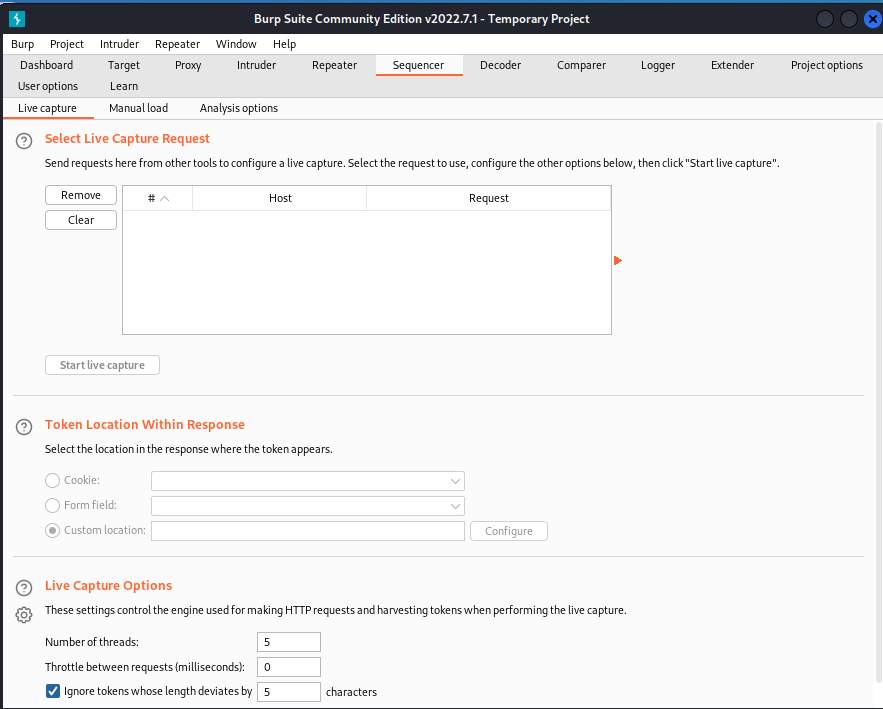 Burp Suite Community Edition v2022.7.1 - Temporary Project
Burp Project Intruder Repeater Window Help
Dashboard Target Proxy Intruder Repeater Sequencer Decoder Comparer Logger Extender Project options
User options Learn
Live capture Manual load Analysis options
? Select Live Capture Request
Send requests here from other tools to configure a live capture. Select the request to use, configure the other options below, then click "Start live capture".
Remove # Host Request
Clear
Start live capture
? Token Location Within Response
Select the location in the response where the token appears.
Cookie:
Form field:
Custom location: Configure
? Live Capture Options
These settings control the engine used for making HTTP requests and harvesting tokens when performing the live capture.
Number of threads: 5
Throttle between requests (milliseconds): 0
Ignore tokens whose length deviates by 5 characters